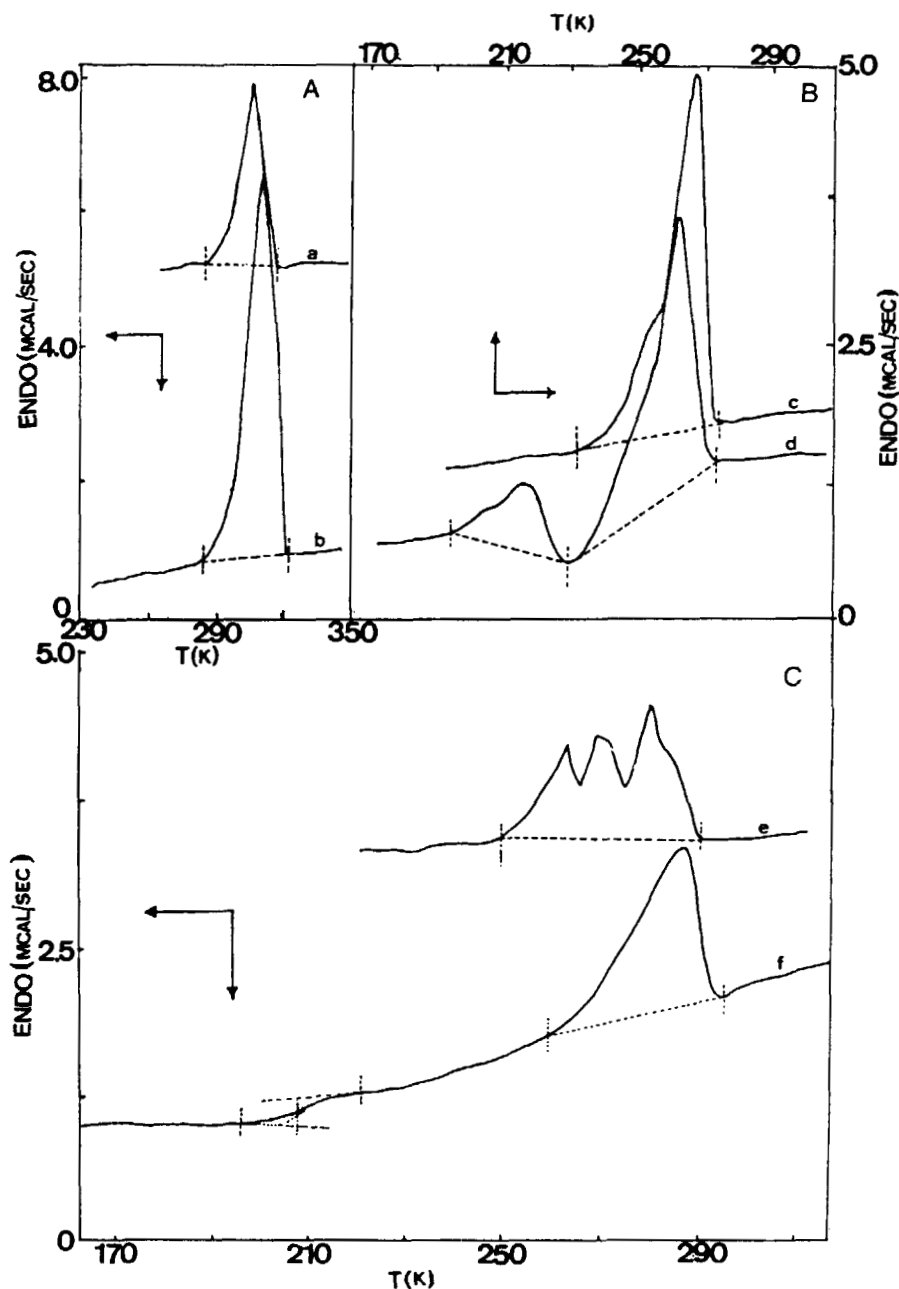 T(K)
170 210 250 290
8.0 A B 5.0
a
ENDO(MCAL/SEC)
4.0 2.5
ENDO(MCAL/SEC)
c
d
b
0 0
230 290 350
T(K)
5.0
C
e
ENDO(MCAL/SEC)
2.5
f
0
170 210 250 290
T(K)